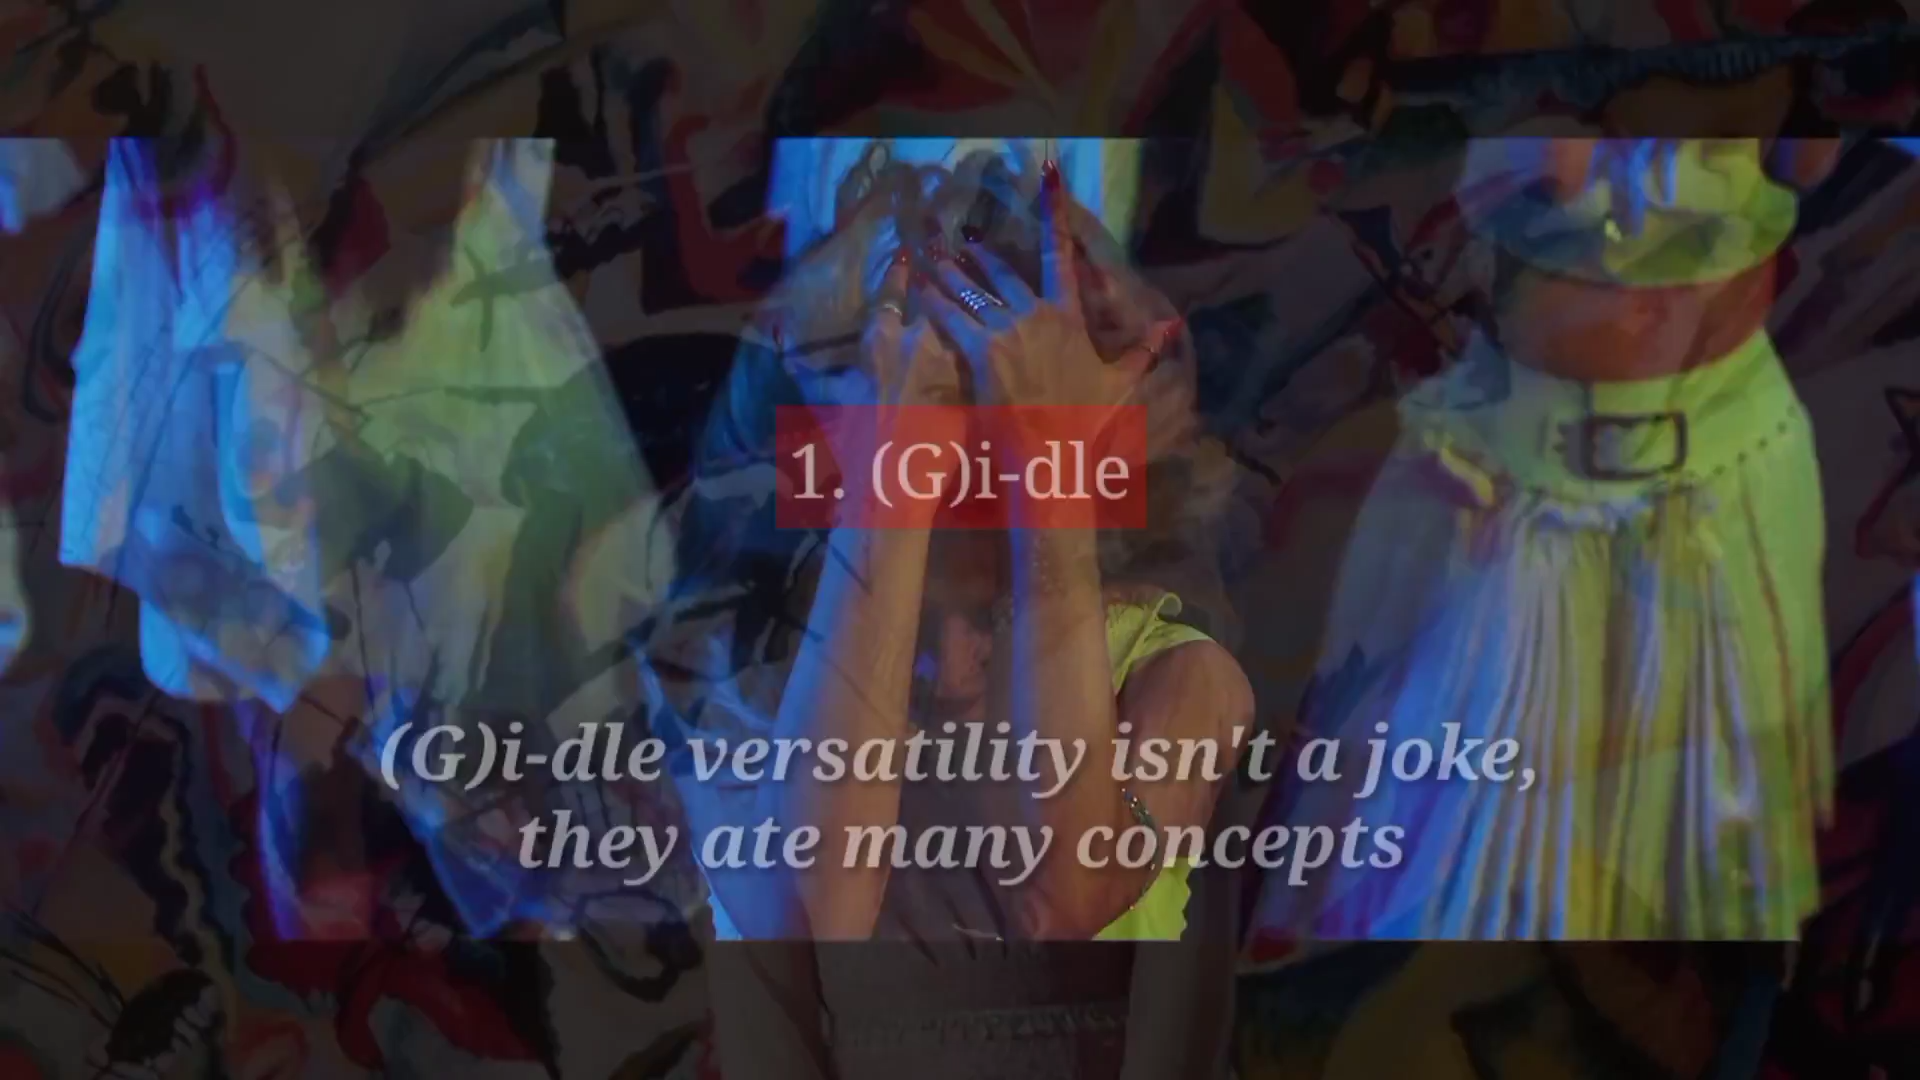 1. (G)i-dle
(G)i-dle versatility isn't a joke,
they ate many concepts